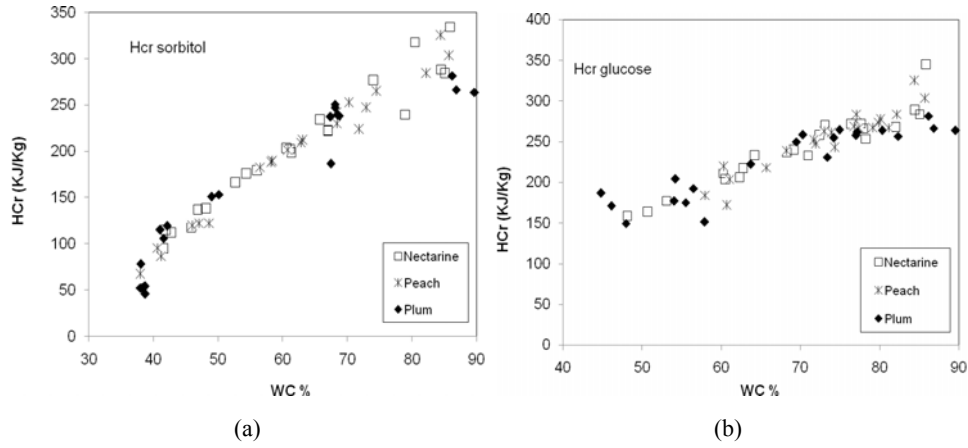 350
300
250
200
150
100
50
0
HCr (KJ/Kg)
Hcr sorbitol
Nectarine
Peach
Plum
30 40 50 60 70 80 90
WC %
(a)
400
350
300
250
200
150
100
50
0
HCr (KJ/Kg)
Hcr glucose
Nectarine
Peach
Plum
40 50 60 70 80 90
WC %
(b)